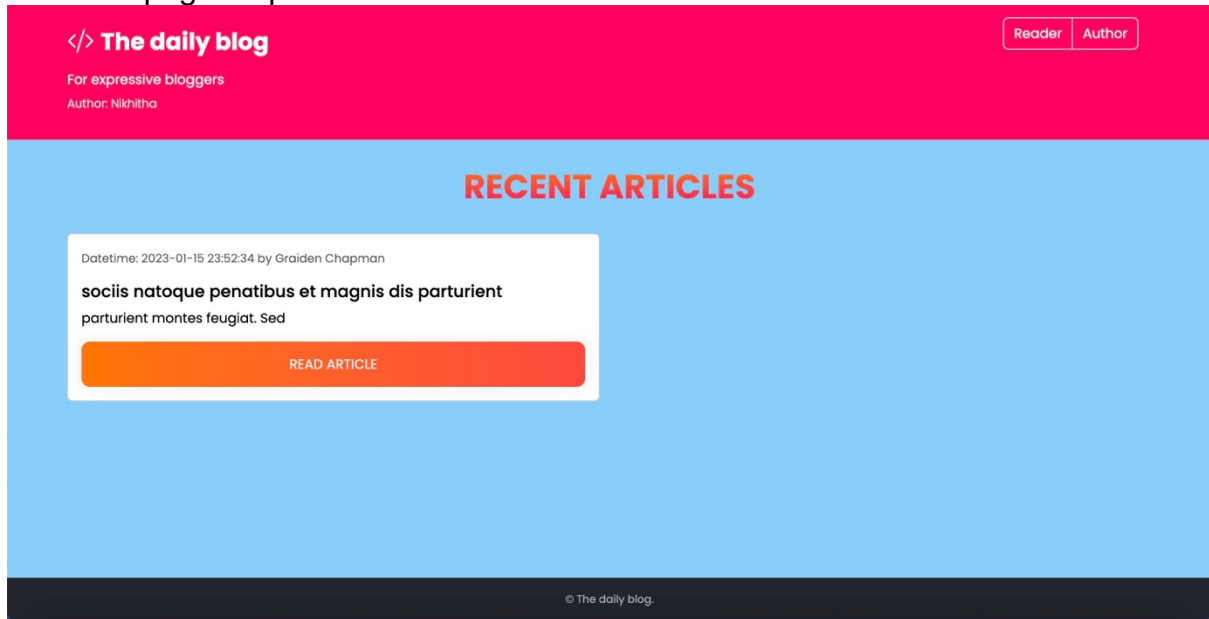 </> The daily blog
Reader Author
For expressive bloggers
Author: Nikhitha
RECENT ARTICLES
Datetime: 2023-01-15 23:52:34 by Graiden Chapman
sociis natoque penatibus et magnis dis parturient
parturient montes feugiat. Sed
READ ARTICLE
© The daily blog.